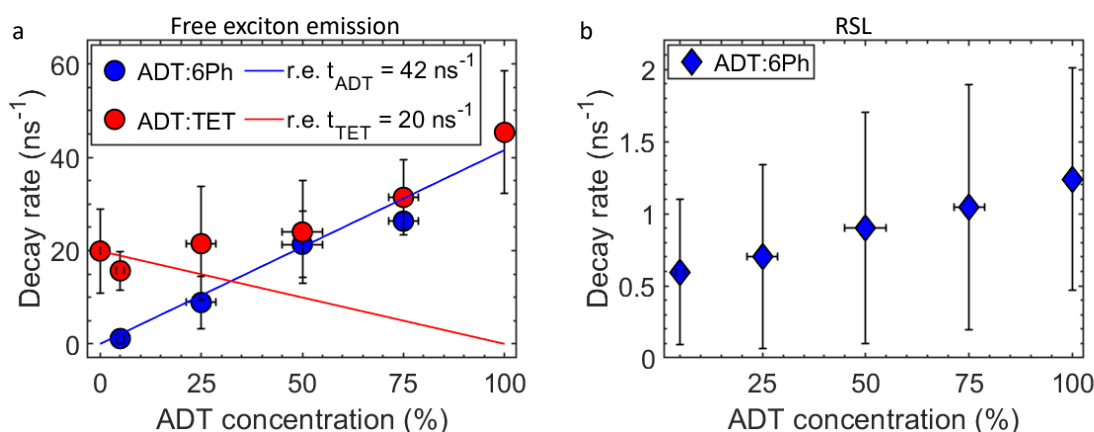 a
Free exciton emission
ADT:6Ph
r.e. t_ADT = 42 ns⁻¹
ADT:TET
r.e. t_TET = 20 ns⁻¹
60
40
20
0
Decay rate (ns⁻¹)
0 25 50 75 100
ADT concentration (%)
b
RSL
ADT:6Ph
2
1.5
1
0.5
0
Decay rate (ns⁻¹)
25 50 75 100
ADT concentration (%)